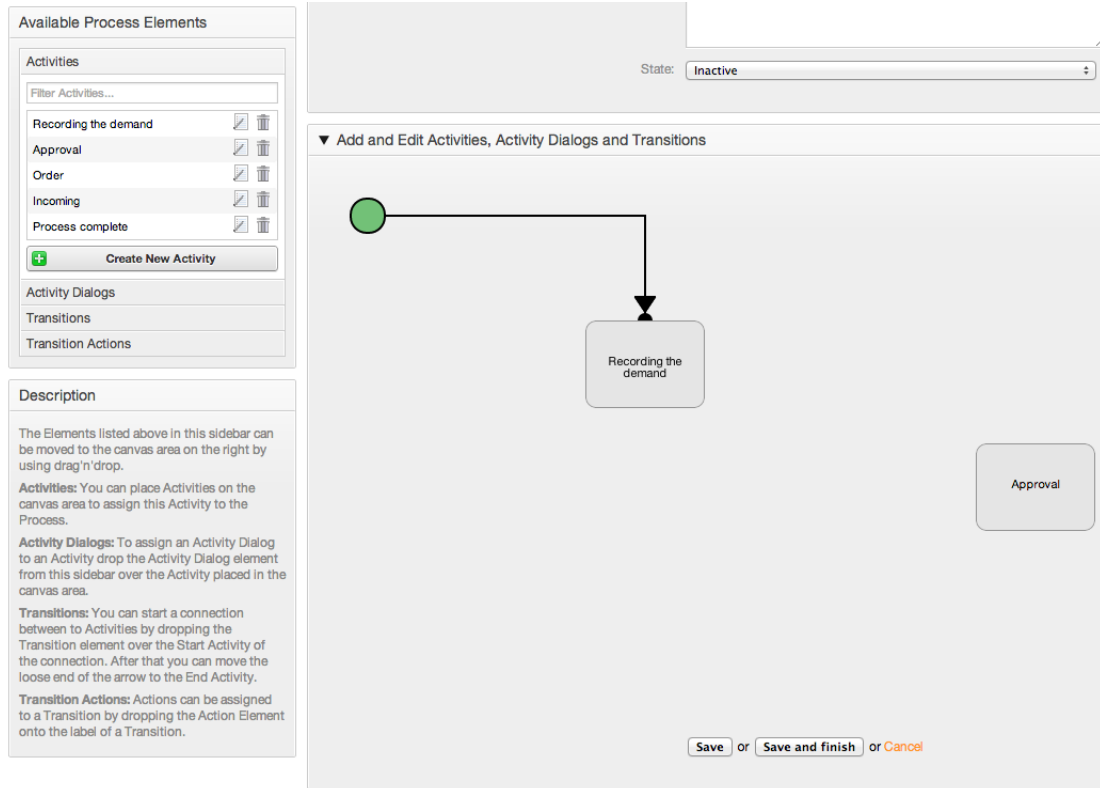 Available Process Elements
Activities
Filter Activities...
Recording the demand
Approval
Order
Incoming
Process complete
Create New Activity
Activity Dialogs
Transitions
Transition Actions
Description
The Elements listed above in this sidebar can
be moved to the canvas area on the right by
using drag'n'drop.
Activities: You can place Activities on the
canvas area to assign this Activity to the
Process.
Activity Dialogs: To assign an Activity Dialog
to an Activity drop the Activity Dialog element
from this sidebar over the Activity placed in the
canvas area.
Transitions: You can start a connection
between to Activities by dropping the
Transition element over the Start Activity of
the connection. After that you can move the
loose end of the arrow to the End Activity.
Transition Actions: Actions can be assigned
to a Transition by dropping the Action Element
onto the label of a Transition.
State: Inactive
▼ Add and Edit Activities, Activity Dialogs and Transitions
Recording the
demand
Approval
Save or Save and finish or Cancel